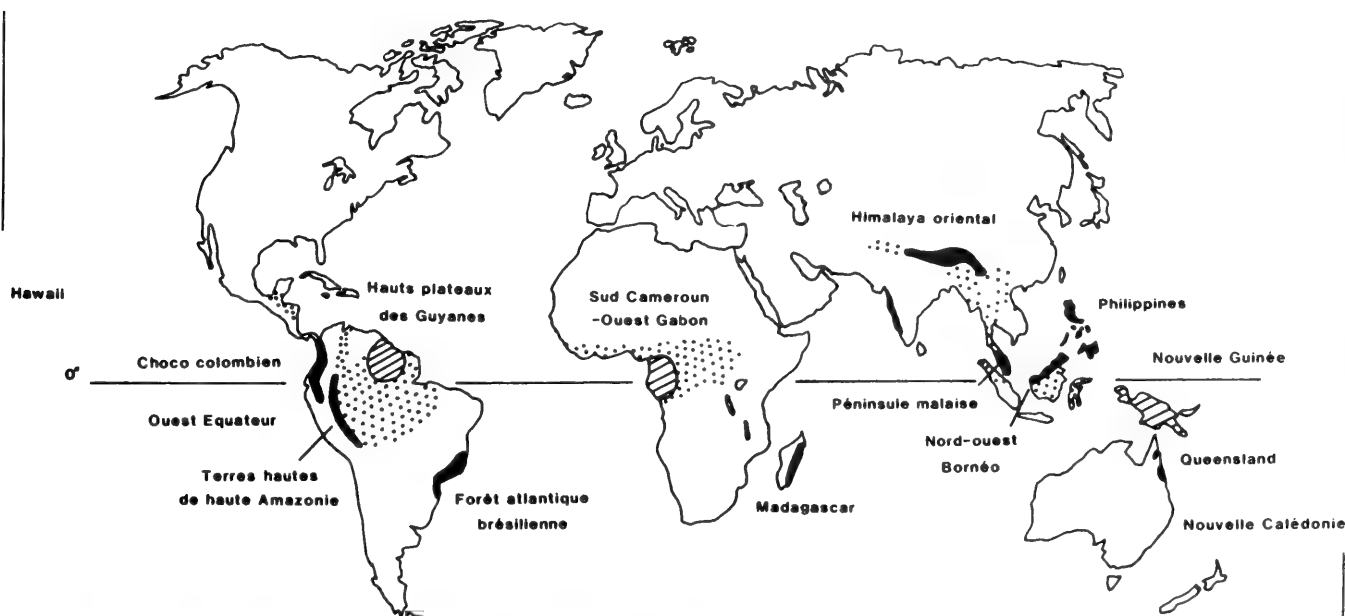 Himalaya oriental
Hawaii
Hauts plateaux
des Guyanes
Sud Cameroun
-Ouest Gabon
Philippines
Choco colombien
Nouvelle Guinée
0°
Ouest Equateur
Péninsule malaise
Nord-ouest
Bornéo
Queensland
Terres hautes
de haute Amazonie
Forêt atlantique
brésilienne
Madagascar
Nouvelle Calédonie